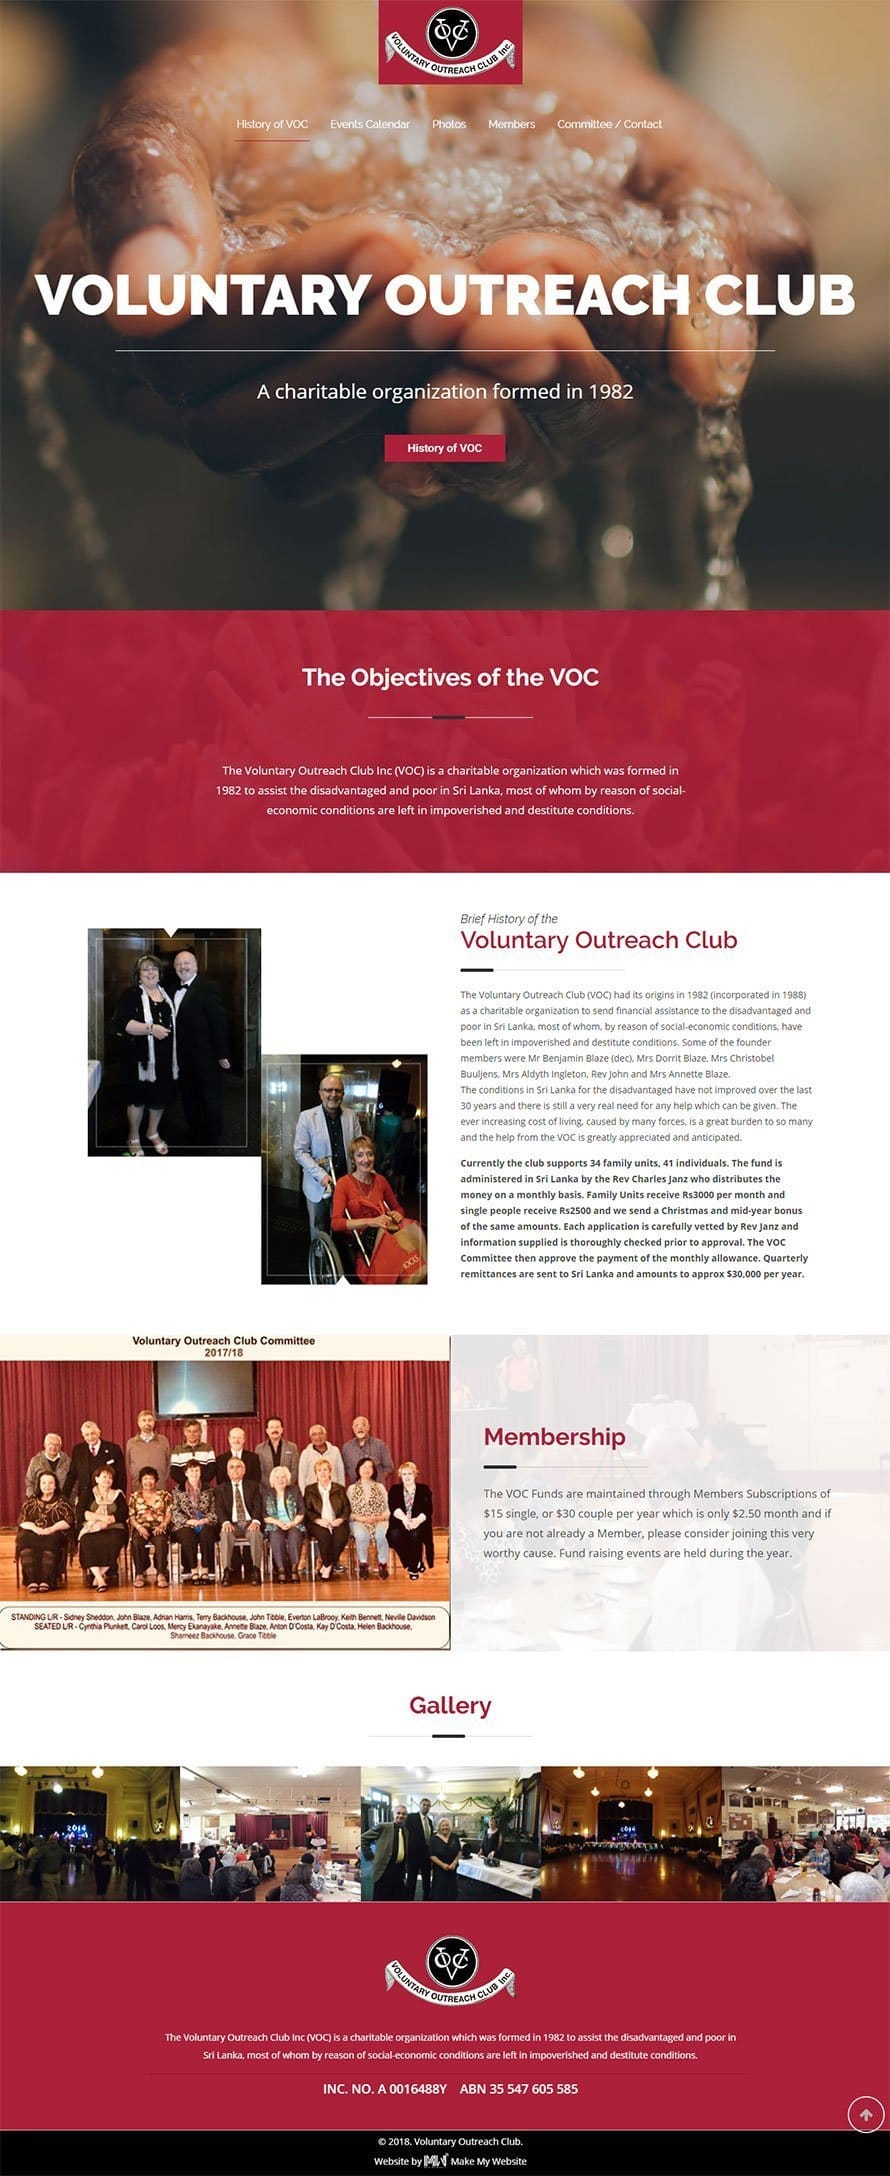 VOC
VOLUNTARY OUTREACH CLUB Inc.
History of VOC
Events Calendar
Photos
Members
Committee / Contact
VOLUNTARY OUTREACH CLUB
A charitable organization formed in 1982
History of VOC
The Objectives of the VOC
The Voluntary Outreach Club Inc (VOC) is a charitable organization which was formed in
1982 to assist the disadvantaged and poor in Sri Lanka, most of whom by reason of social-
economic conditions are left in impoverished and destitute conditions.
Brief History of the
Voluntary Outreach Club
The Voluntary Outreach Club (VOC) had its origins in 1982 (incorporated in 1988)
as a charitable organization to send financial assistance to the disadvantaged and
poor in Sri Lanka, most of whom, by reason of social-economic conditions, have
been left in impoverished and destitute conditions. Some of the founder
members were Mr Benjamin Blaze (dec), Mrs Dorrit Blaze, Mrs Christobel
Buuljens, Mrs Aldyth Ingleton, Rev John and Mrs Annette Blaze.
The conditions in Sri Lanka for the disadvantaged have not improved over the last
30 years and there is still a very real need for any help which can be given. The
ever increasing cost of living, caused by many forces, is a great burden to so many
and the help from the VOC is greatly appreciated and anticipated.
Currently the club supports 34 family units, 41 individuals. The fund is
administered in Sri Lanka by the Rev Charles Janz who distributes the
money on a monthly basis. Family Units receive Rs3000 per month and
single people receive Rs2500 and we send a Christmas and mid-year bonus
of the same amounts. Each application is carefully vetted by Rev Janz and
information supplied is thoroughly checked prior to approval. The VOC
Committee then approve the payment of the monthly allowance. Quarterly
remittances are sent to Sri Lanka and amounts to approx $30,000 per year.
Voluntary Outreach Club Committee
2017/18
STANDING L/R - Sidney Sheddon, John Blaze, Adrian Harris, Terry Backhouse, John Tibble, Everton LaBrooy, Keith Bennett, Neville Davidson
SEATED L/R - Cynthia Plunkett, Carol Loos, Mercy Ekanayake, Annette Blaze, Anton D'Costa, Kay D'Costa, Helen Backhouse,
Sharneez Backhouse, Grace Tibble
Membership
The VOC Funds are maintained through Members Subscriptions of
$15 single, or $30 couple per year which is only $2.50 month and if
you are not already a Member, please consider joining this very
worthy cause. Fund raising events are held during the year.
Gallery
2014
2014
VOC
VOLUNTARY OUTREACH CLUB Inc.
The Voluntary Outreach Club Inc (VOC) is a charitable organization which was formed in 1982 to assist the disadvantaged and poor in
Sri Lanka, most of whom by reason of social-economic conditions are left in impoverished and destitute conditions.
INC. NO. A 0016488Y ABN 35 547 605 585
© 2018. Voluntary Outreach Club.
Website by MMW Make My Website